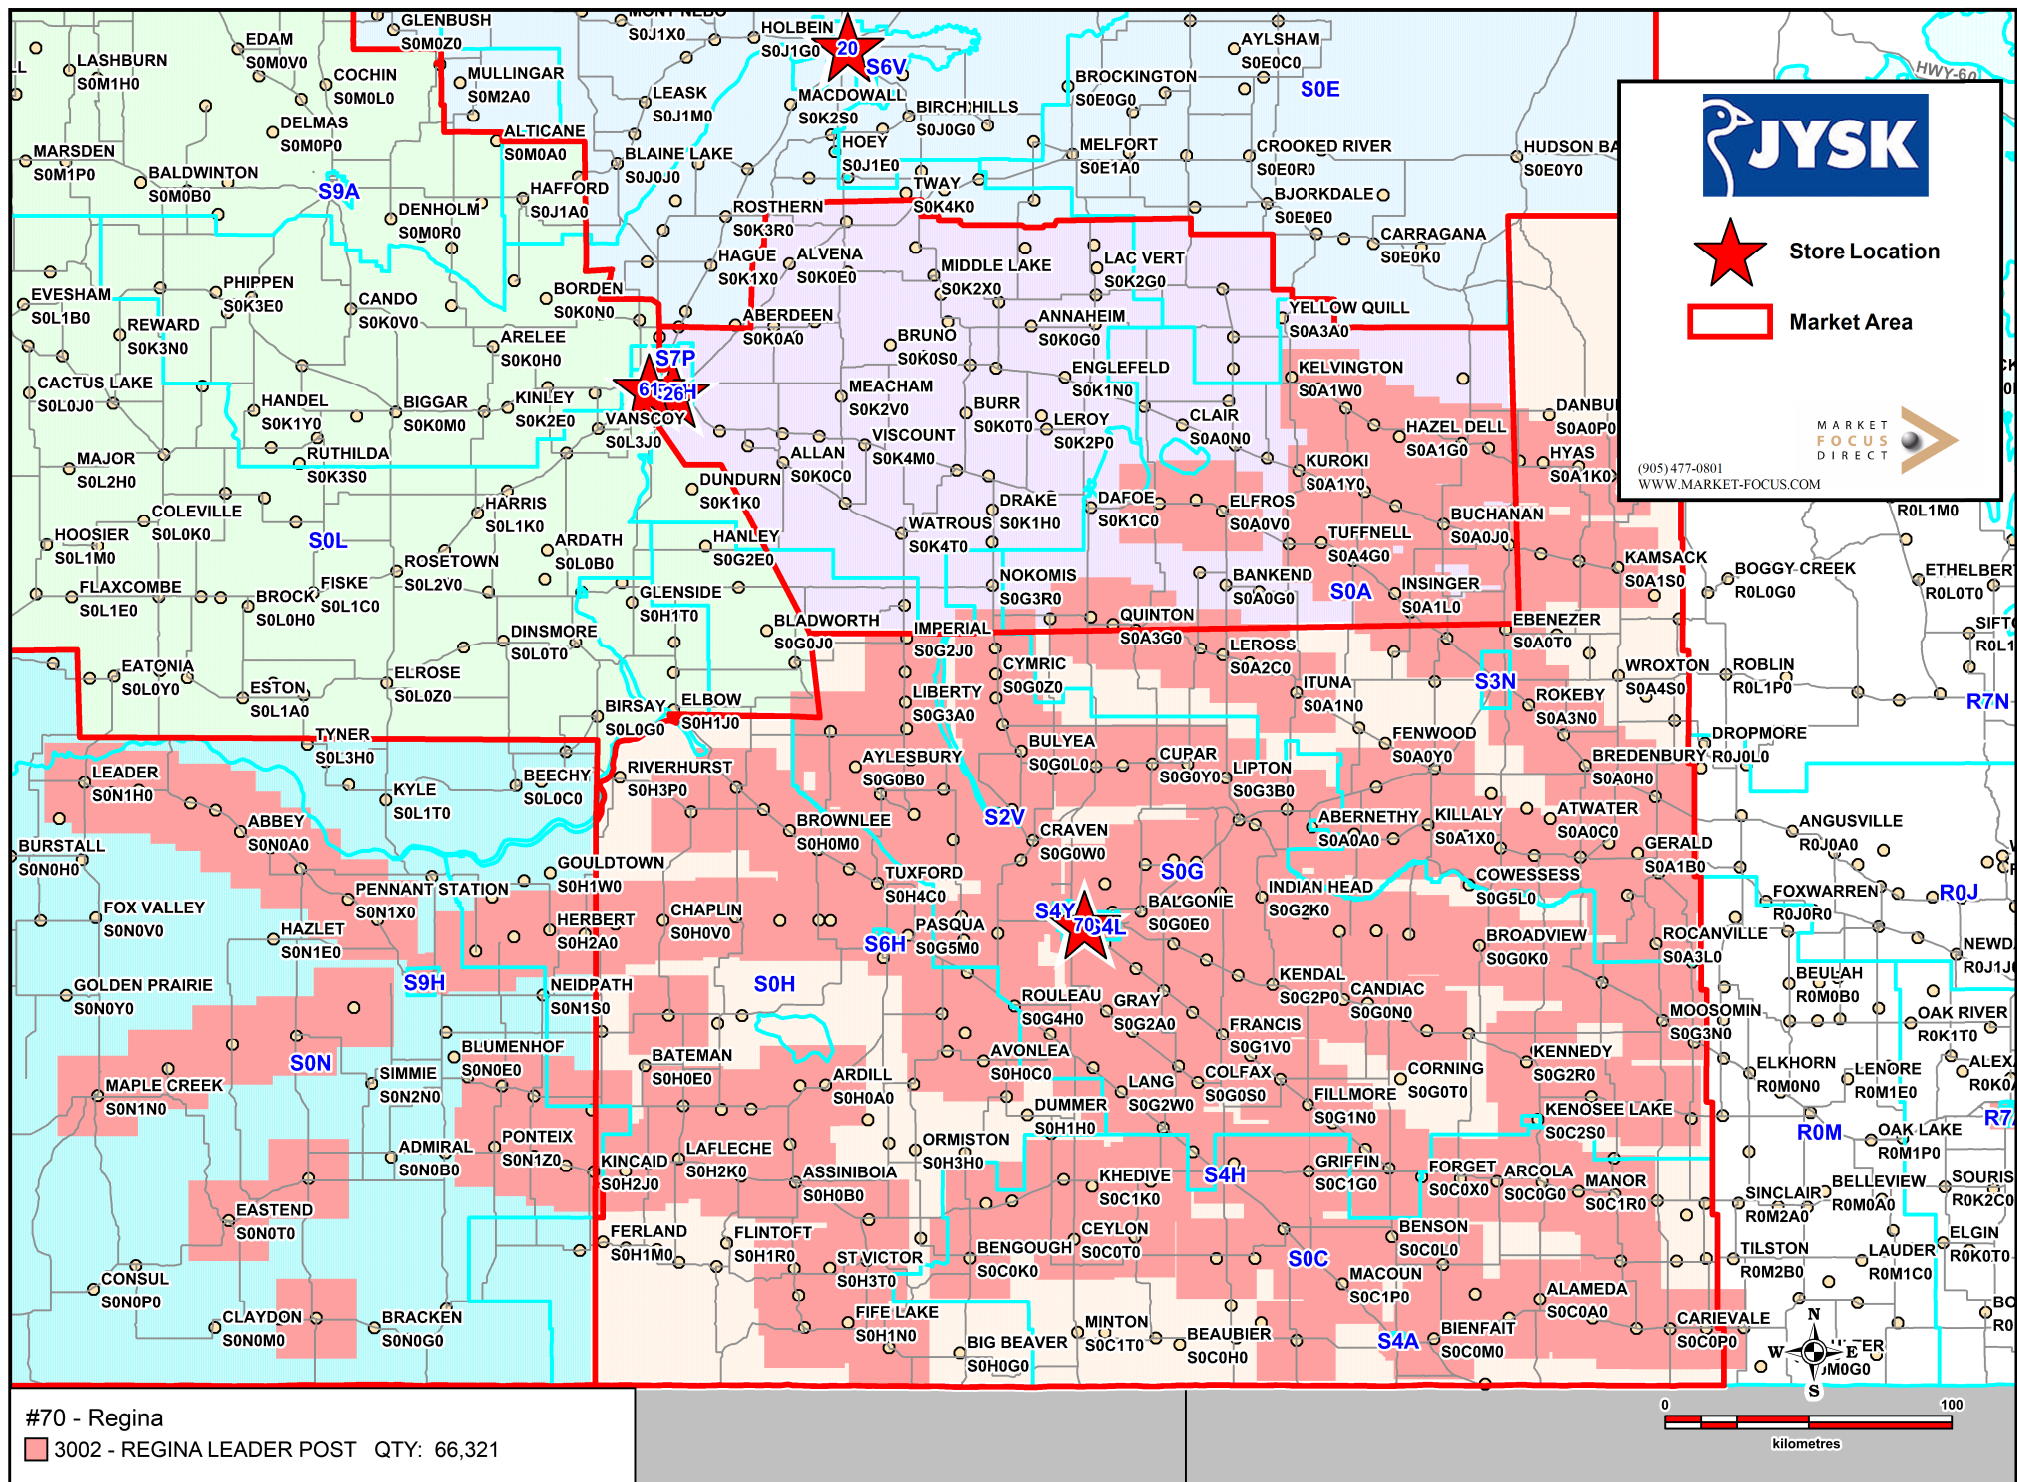 GLENBUSH
S0M0Z0
S0J1X0
HOLBEIN
S0J1G0
20
S6V
AYLSHAM
S0E0C0
S0E
HWY-60
EDAM
S0M0V0
LASHBURN
S0M1H0
COCHIN
S0M0L0
MULLINGAR
S0M2A0
LEASK
S0J1M0
MACDOWALL
S0K2S0
BIRCH HILLS
S0J0G0
BROCKINGTON
S0E0G0
DELMAS
S0M0P0
ALTICANE
S0M0A0
HOEY
S0J1E0
MELFORT
S0E1A0
CROOKED RIVER
S0E0R0
HUDSON BA
S0E0Y0
MARSDEN
S0M1P0
BALDWINTON
S0M0B0
S9A
BLAINE LAKE
S0J0J0
HAFFORD
S0J1A0
TWAY
S0K4K0
BJORKDALE
S0E0E0
DENHOLM
S0M0R0
ROSTHERN
S0K3R0
CARRAGANA
S0E0K0
HAGUE
S0K1X0
ALVENA
S0K0E0
MIDDLE LAKE
S0K2X0
LAC VERT
S0K2G0
EVESHAM
S0L1B0
PHIPPEN
S0K3E0
CANDO
S0K0V0
BORDEN
S0K0N0
ABERDEEN
S0K0A0
ANNAHEIM
S0K0G0
YELLOW QUILL
S0A3A0
REWARD
S0K3N0
ARELEE
S0K0H0
S7P
BRUNO
S0K0S0
CACTUS LAKE
S0L0J0
HANDEL
S0K1Y0
BIGGAR
S0K0M0
KINLEY
S0K2E0
VANSCOY
S0L3J0
61
26
MEACHAM
S0K2V0
BURR
S0K0T0
ENGLEFELD
S0K1N0
LEROY
S0K2P0
CLAIR
S0A0N0
KELVINGTON
S0A1W0
HAZEL DELL
S0A1G0
S0A0P0
MAJOR
S0L2H0
RUTHILDA
S0K3S0
DUNDURN
S0K1K0
ALLAN
S0K0C0
VISCOUNT
S0K4M0
KUROKI
S0A1Y0
HYAS
S0A1K0
HARRIS
S0L1K0
DRAKE
S0K1H0
DAFOE
S0K1C0
ELFROS
S0A0V0
BUCHANAN
S0A0J0
COLEVILLE
S0L0K0
HOOSIER
S0L1M0
S0L
ROSETOWN
S0L2V0
ARDATH
S0L0B0
HANLEY
S0G2E0
WATROUS
S0K4T0
TUFFNELL
S0A4G0
KAMSACK
S0A1S0
FLAXCOMBE
S0L1E0
BROCK
S0L0H0
FISKE
S0L1C0
GLENSIDE
S0H1T0
NOKOMIS
S0G3R0
BANKEND
S0A0G0
S0A
INSINGER
S0A1L0
DINSMORE
S0L0T0
BLADWORTH
S0G0J0
IMPERIAL
S0G2J0
QUINTON
S0A3G0
LEROSS
S0A2C0
EBENEZER
S0A0T0
EATONIA
S0L0Y0
ESTON
S0L1A0
ELROSE
S0L0Z0
CYMRIC
S0G0Z0
ITUNA
S0A1N0
S3N
WROXTON
S0A4S0
ROKEBY
S0A3N0
BIRSAY
S0L0G0
ELBOW
S0H1J0
LIBERTY
S0G3A0
TYNER
S0L3H0
BULYEA
S0G0L0
CUPAR
S0G0Y0
LIPTON
S0G3B0
FENWOOD
S0A0Y0
BREDENBURY
S0A0H0
DROPMORE
R0J0L0
LEADER
S0N1H0
KYLE
S0L1T0
BEECHY
S0L0C0
RIVERHURST
S0H3P0
AYLESBURY
S0G0B0
ABBEY
S0N0A0
BROWNLEE
S0H0M0
S2V
CRAVEN
S0G0W0
ABERNETHY
S0A0A0
KILLALY
S0A1X0
ATWATER
S0A0C0
GERALD
S0A1B0
ANGUSVILLE
R0J0A0
BURSTALL
S0N0H0
PENNANT STATION
S0N1X0
GOULDTOWN
S0H1W0
TUXFORD
S0H4C0
S0G
INDIAN HEAD
S0G2K0
COWESSESS
S0G5L0
FOXWARREN
R0J0R0
R0J
FOX VALLEY
S0N0V0
HAZLET
S0N1E0
HERBERT
S0H2A0
CHAPLIN
S0H0V0
S6H
PASQUA
S0G5M0
S4Y
70
S4L
BALGONIE
S0G0E0
BROADVIEW
S0G0K0
ROCANVILLE
S0A3L0
GOLDEN PRAIRIE
S0N0Y0
S9H
NEIDPATH
S0N1S0
S0H
ROULEAU
S0G4H0
GRAY
S0G2A0
KENDAL
S0G2P0
CANDIAC
S0G0N0
MOOSOMIN
S0G3N0
BEULAH
R0M0B0
OAK RIVER
R0K1T0
S0N
BLUMENHOF
S0N0E0
BATEMAN
S0H0E0
AVONLEA
S0H0C0
FRANCIS
S0G1V0
KENNEDY
S0G2R0
ELKHORN
R0M0N0
LENORE
R0M1E0
MAPLE CREEK
S0N1N0
SIMMIE
S0N2N0
ARDILL
S0H0A0
LANG
S0G2W0
COLFAX
S0G0S0
FILLMORE
S0G1N0
CORNING
S0G0T0
KENOSEE LAKE
S0C2S0
R0M
OAK LAKE
R0M1P0
ADMIRAL
S0N0B0
PONTEIX
S0N1Z0
KINCAID
S0H2J0
LAFLECHE
S0H2K0
ASSINIBOIA
S0H0B0
ORMISTON
S0H3H0
DUMMER
S0H1H0
KHEDIVE
S0C1K0
S4H
GRIFFIN
S0C1G0
FORGET
S0C0X0
ARCOLA
S0C0G0
MANOR
S0C1R0
SINCLAIR
R0M2A0
BELLEVIEW
R0M0A0
SOURIS
R0K2C0
EASTEND
S0N0T0
FERLAND
S0H1M0
FLINTOFT
S0H1R0
ST VICTOR
S0H3T0
BENGOUGH
S0C0K0
CEYLON
S0C0T0
S0C
BENSON
S0C0L0
TILSTON
R0M2B0
LAUDER
R0M1C0
ELGIN
R0K0T0
CONSUL
S0N0P0
CLAYDON
S0N0M0
BRACKEN
S0N0G0
FIFE LAKE
S0H1N0
BIG BEAVER
S0H0G0
MINTON
S0C1T0
BEAUBIER
S0C0H0
MACOUN
S0C1P0
S4A
BIENFAIT
S0C0M0
ALAMEDA
S0C0A0
CARIEVALE
S0C0P0
BOGGY CREEK
R0L0G0
R0L1M0
R0L0T0
ROBLIN
R0L1P0
R7N
JYSK
Store Location
Market Area
MARKET
FOCUS
DIRECT
(905) 477-0801
WWW.MARKET-FOCUS.COM
N
W E
S
0 100
kilometres
#70 - Regina
3002 - REGINA LEADER POST QTY: 66,321